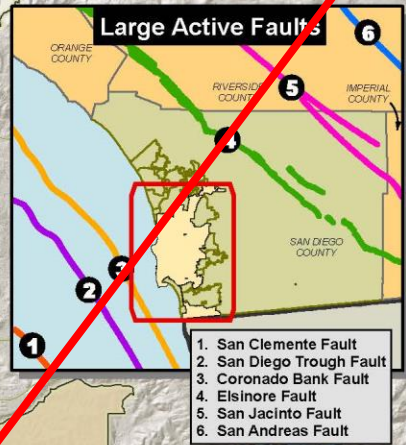 Large Active Faults
ORANGE
COUNTY
6
RIVERSIDE
COUNTY
5
IMPERIAL
COUNTY
4
SAN DIEGO
COUNTY
3
2
1
1. San Clemente Fault
2. San Diego Trough Fault
3. Coronado Bank Fault
4. Elsinore Fault
5. San Jacinto Fault
6. San Andreas Fault